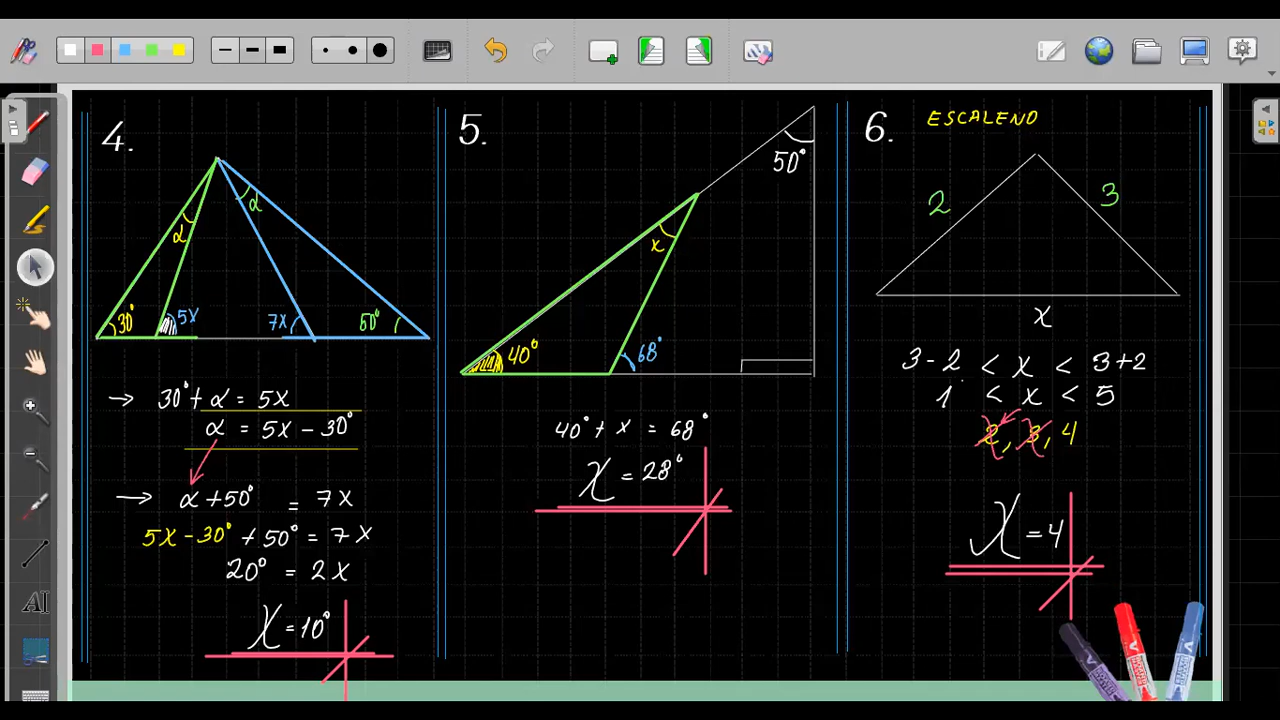 4.
α
α
30°
5x
7x
50°
→ 30° + α = 5x
α = 5x - 30°
→ α + 50° = 7x
5x - 30° + 50° = 7x
20° = 2x
x = 10°
5.
50°
x
40°
68°
40° + x = 68°
x = 28°
6.
ESCALENO
2
3
x
3 - 2 < x < 3 + 2
1 < x < 5
2, 3, 4
x = 4